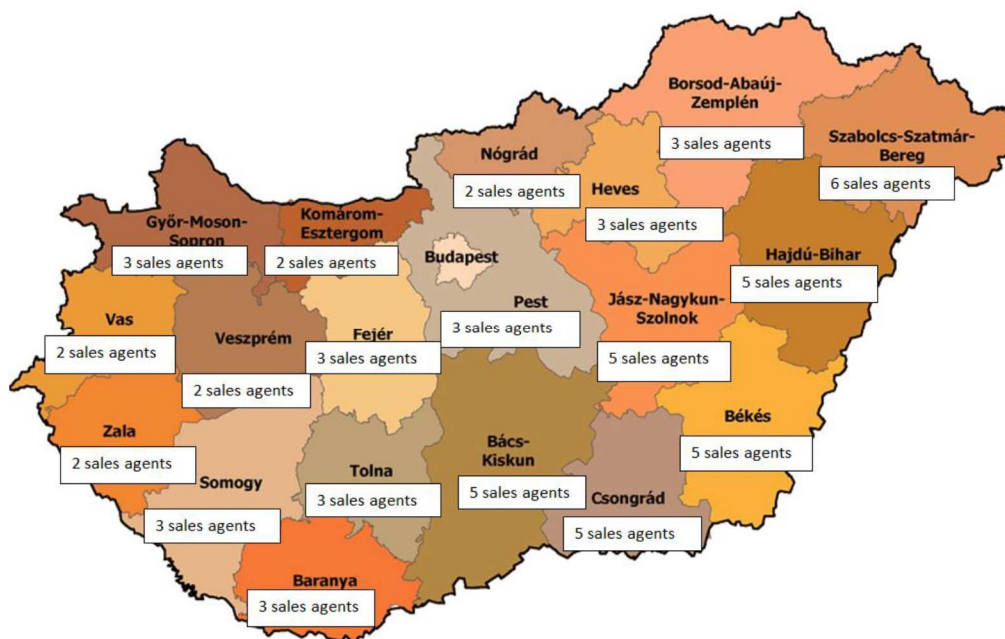 Borsod-Abaúj-
Zemplén
3 sales agents
Szabolcs-Szatmár-
Bereg
6 sales agents
Nógrád
2 sales agents
Heves
3 sales agents
Győr-Moson-
Sopron
3 sales agents
Komárom-
Esztergom
2 sales agents
Budapest
Pest
3 sales agents
Hajdú-Bihar
5 sales agents
Jász-Nagykun-
Szolnok
5 sales agents
Vas
2 sales agents
Veszprém
2 sales agents
Fejér
3 sales agents
Békés
5 sales agents
Zala
2 sales agents
Somogy
3 sales agents
Tolna
3 sales agents
Bács-
Kiskun
5 sales agents
Csongrád
5 sales agents
Baranya
3 sales agents